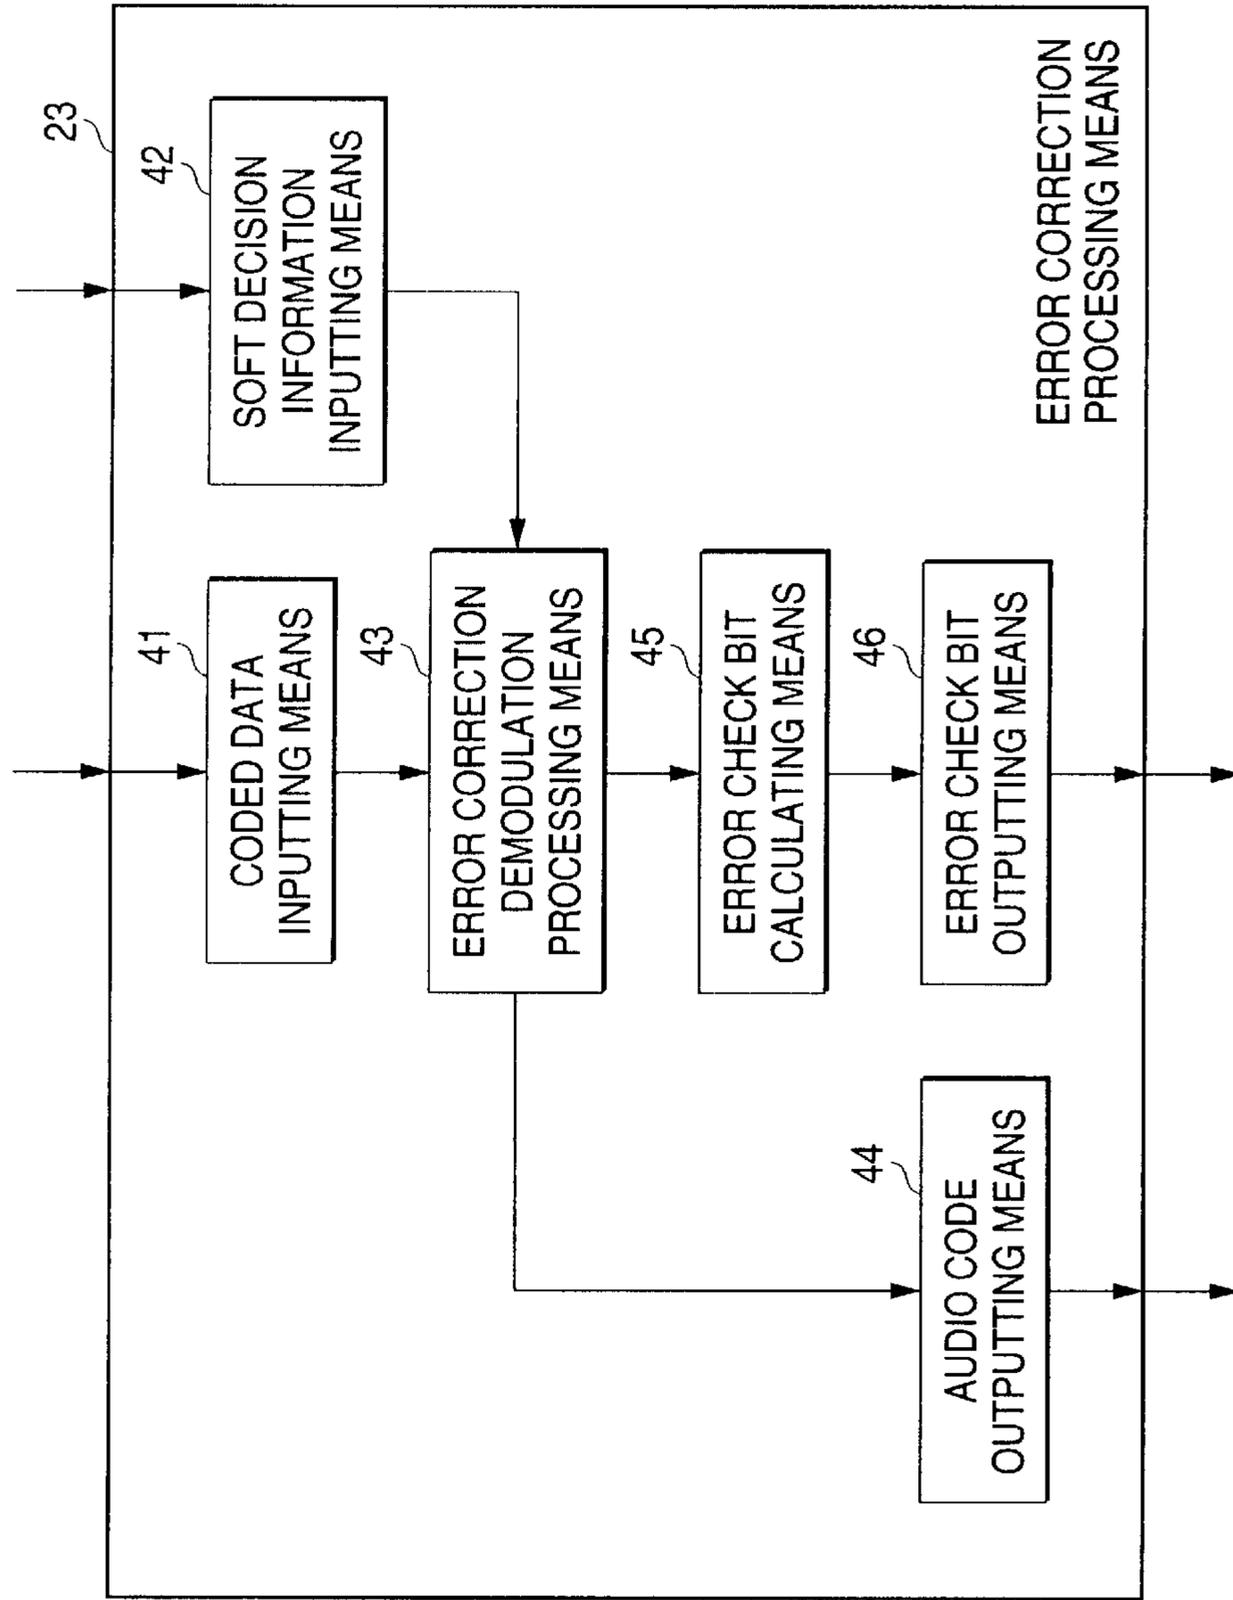 23
42
SOFT DECISION
INFORMATION
INPUTTING MEANS
41
CODED DATA
INPUTTING MEANS
43
ERROR CORRECTION
DEMODULATION
PROCESSING MEANS
45
ERROR CHECK BIT
CALCULATING MEANS
46
ERROR CHECK BIT
OUTPUTTING MEANS
44
AUDIO CODE
OUTPUTTING MEANS
ERROR CORRECTION
PROCESSING MEANS